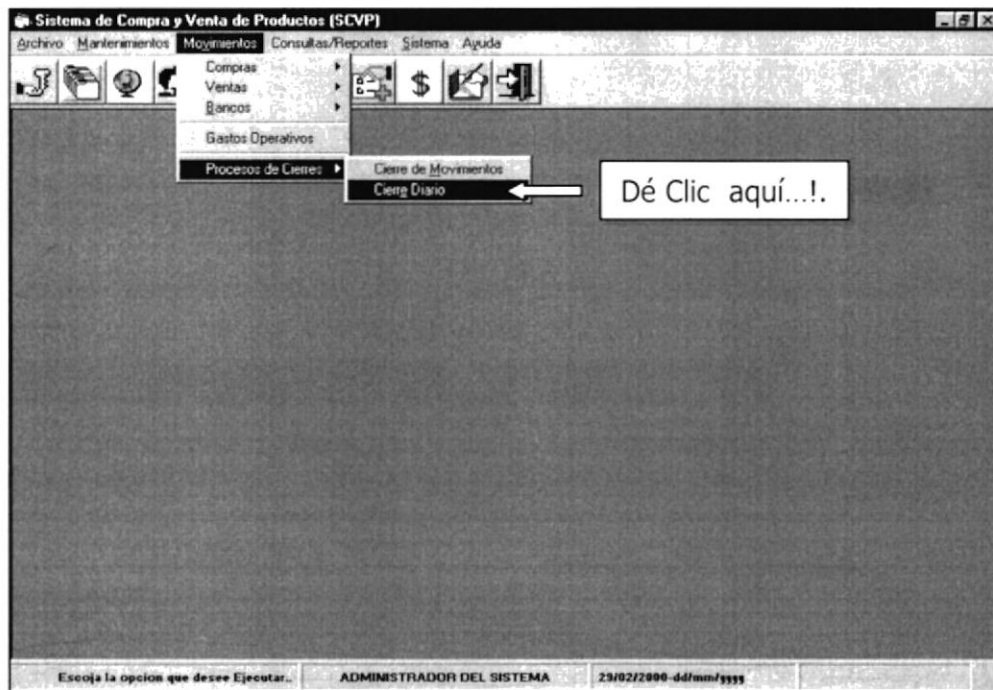 Sistema de Compra y Venta de Productos (SCVP)
Archivo Mantenimientos Movimientos Consultas/Reportes Sistema Ayuda
Compras
Ventas
Bancos
Gastos Operativos
Procesos de Cierres
Cierre de Movimientos
Cierre Diario
Dé Clic aquí...!.
Escoja la opcion que desee Ejecutar.. ADMINISTRADOR DEL SISTEMA 29/02/2000-dd/mm/yyyy